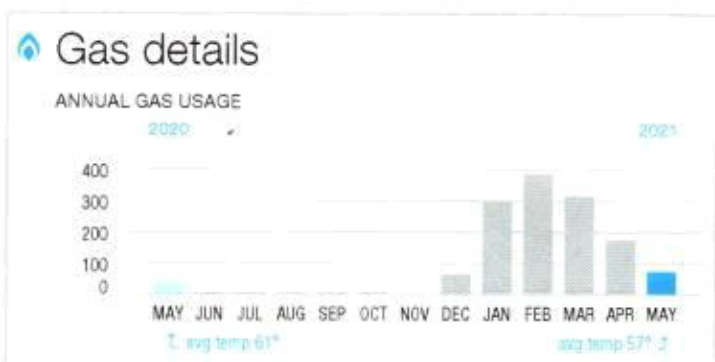 Gas details
ANNUAL GAS USAGE
2020 2021
400
300
200
100
0
MAY JUN JUL AUG SEP OCT NOV DEC JAN FEB MAR APR MAY
avg temp 61° avg temp 57°